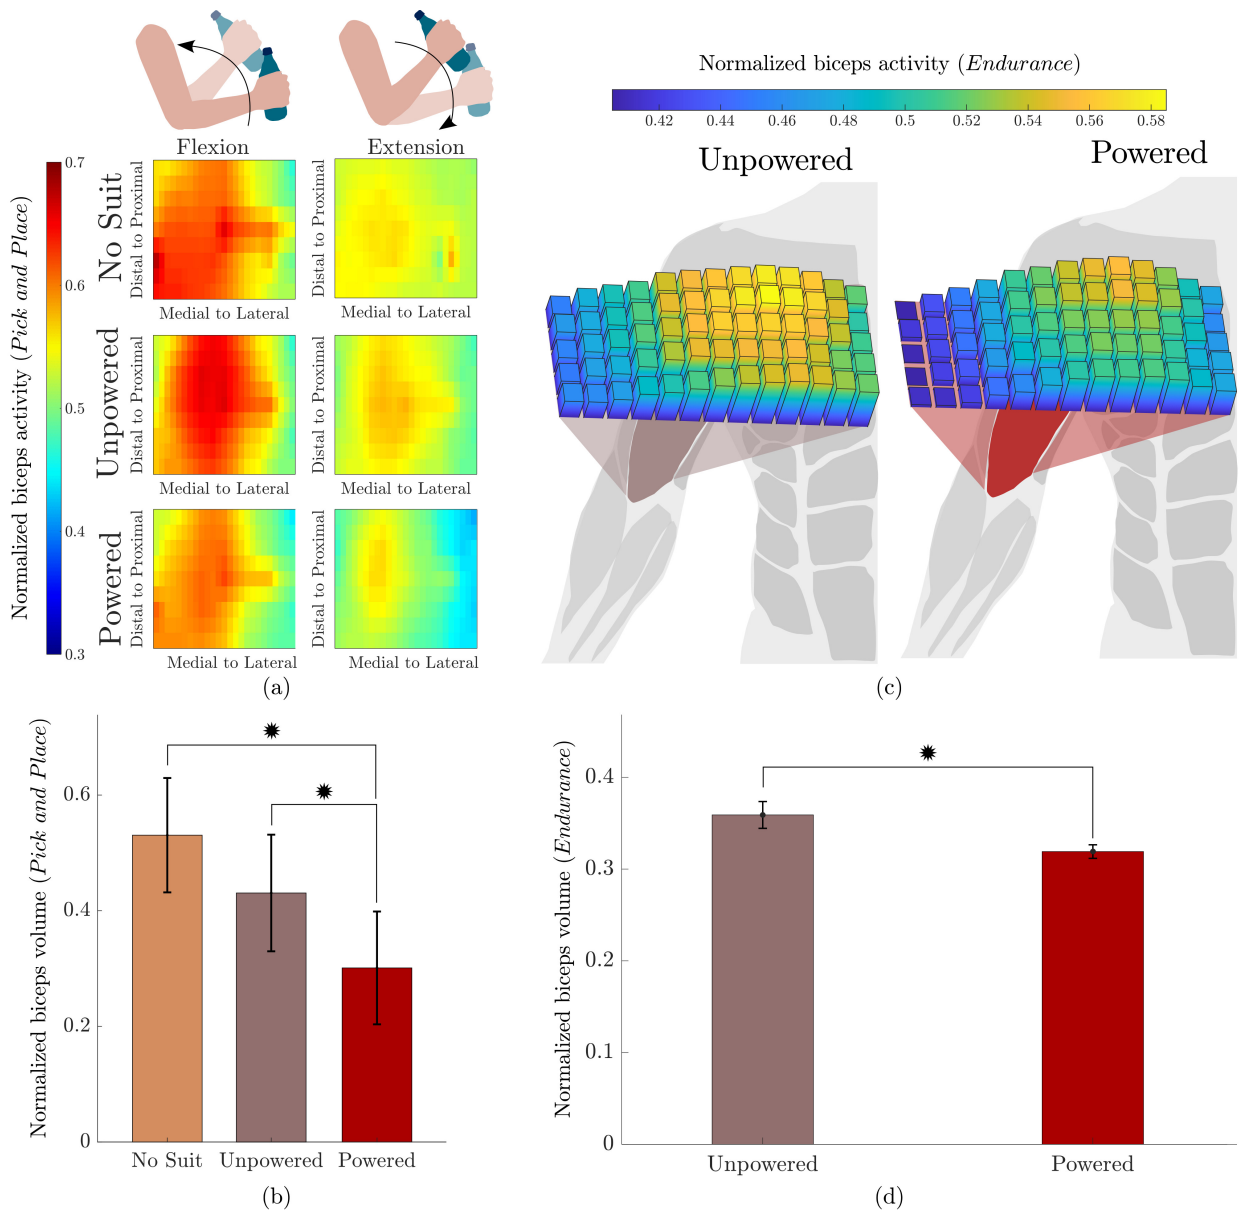 Flexion
Extension
Normalized biceps activity (Pick and Place)
0.7
0.6
0.5
0.4
0.3
No Suit
Distal to Proximal
Distal to Proximal
Medial to Lateral
Medial to Lateral
Unpowered
Distal to Proximal
Distal to Proximal
Medial to Lateral
Medial to Lateral
Powered
Distal to Proximal
Distal to Proximal
Medial to Lateral
Medial to Lateral
(a)
Normalized biceps activity (Endurance)
0.42
0.44
0.46
0.48
0.5
0.52
0.54
0.56
0.58
Unpowered
Powered
(c)
Normalized biceps volume (Pick and Place)
0.6
0.4
0.2
0
No Suit
Unpowered
Powered
(b)
Normalized biceps volume (Endurance)
0.4
0.3
0.2
0.1
0
Unpowered
Powered
(d)